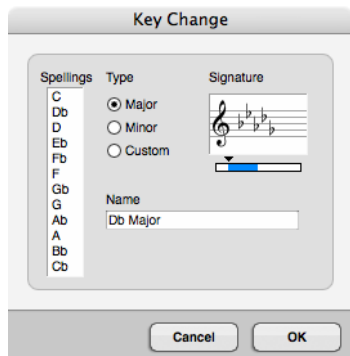 Key Change
Spellings Type Signature
C
Db
D
Eb
Fb
F
Gb
G
Ab
A
Bb
Cb
Major
Minor
Custom
Name
Db Major
Cancel OK